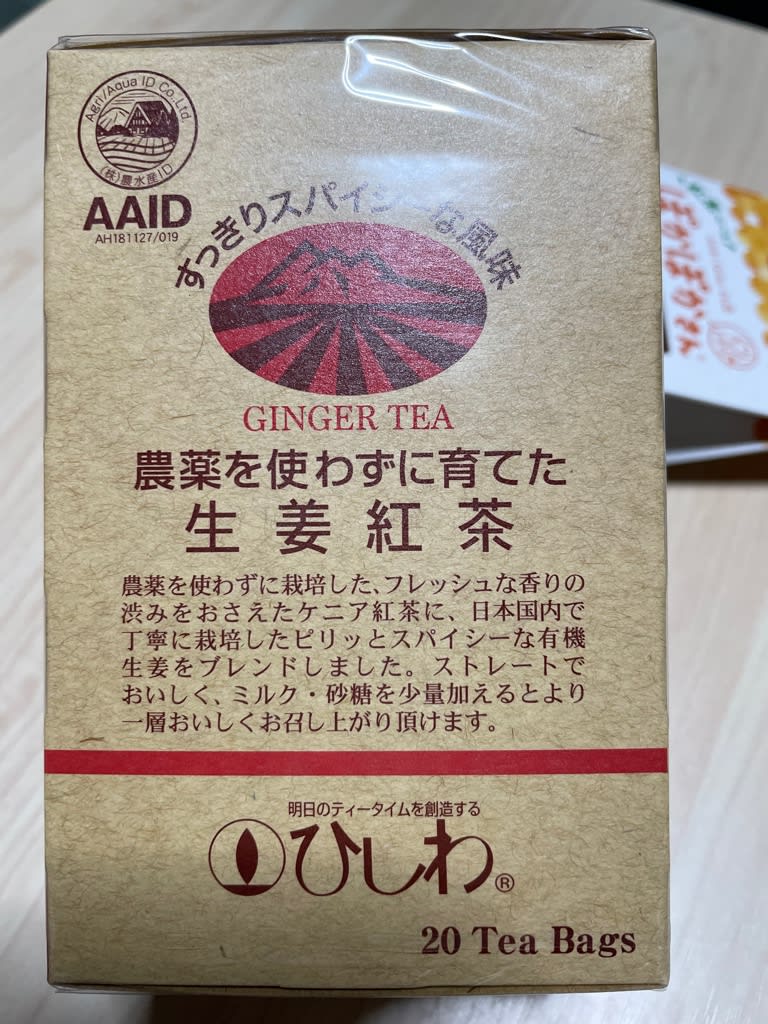 Agri/Aqua ID Co.,Ltd.
(株)農水産ID
AAID
AH181127/019
すっきりスパイシーな風味
GINGER TEA
農薬を使わずに育てた
生姜紅茶
農薬を使わずに栽培した、フレッシュな香りの
渋みをおさえたケニア紅茶に、日本国内で
丁寧に栽培したピリッとスパイシーな有機
生姜をブレンドしました。ストレートで
おいしく、ミルク・砂糖を少量加えるとより
一層おいしくお召し上がり頂けます。
明日のティータイムを創造する
ひしわ®
20 Tea Bags
ぽかぽかさん